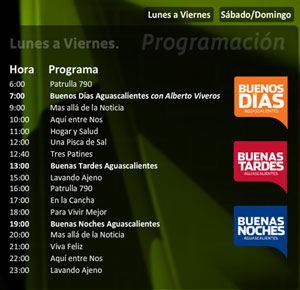 Lunes a Viernes Sábado/Domingo
Lunes a Viernes. Programación
Hora Programa
6:00 Patrulla 790
7:00 Buenos Días Aguascalientes con Alberto Viveros
9:00 Mas allá de la Noticia
10:00 Aquí entre Nos
11:00 Hogar y Salud
12:00 Una Pisca de Sal
12:40 Tres Patines
13:00 Buenas Tardes Aguascalientes
15:00 Lavando Ajeno
16:00 Patrulla 790
17:00 En la Cancha
18:00 Para Vivir Mejor
19:00 Buenas Noches Aguascalientes
20:00 Mas allá de la Noticia
21:00 Viva Feliz
22:00 Aquí entre Nos
23:00 Lavando Ajeno
BUENOS
DÍAS
AGUASCALIENTES
BUENAS
TARDES
AGUASCALIENTES
BUENAS
NOCHES
AGUASCALIENTES